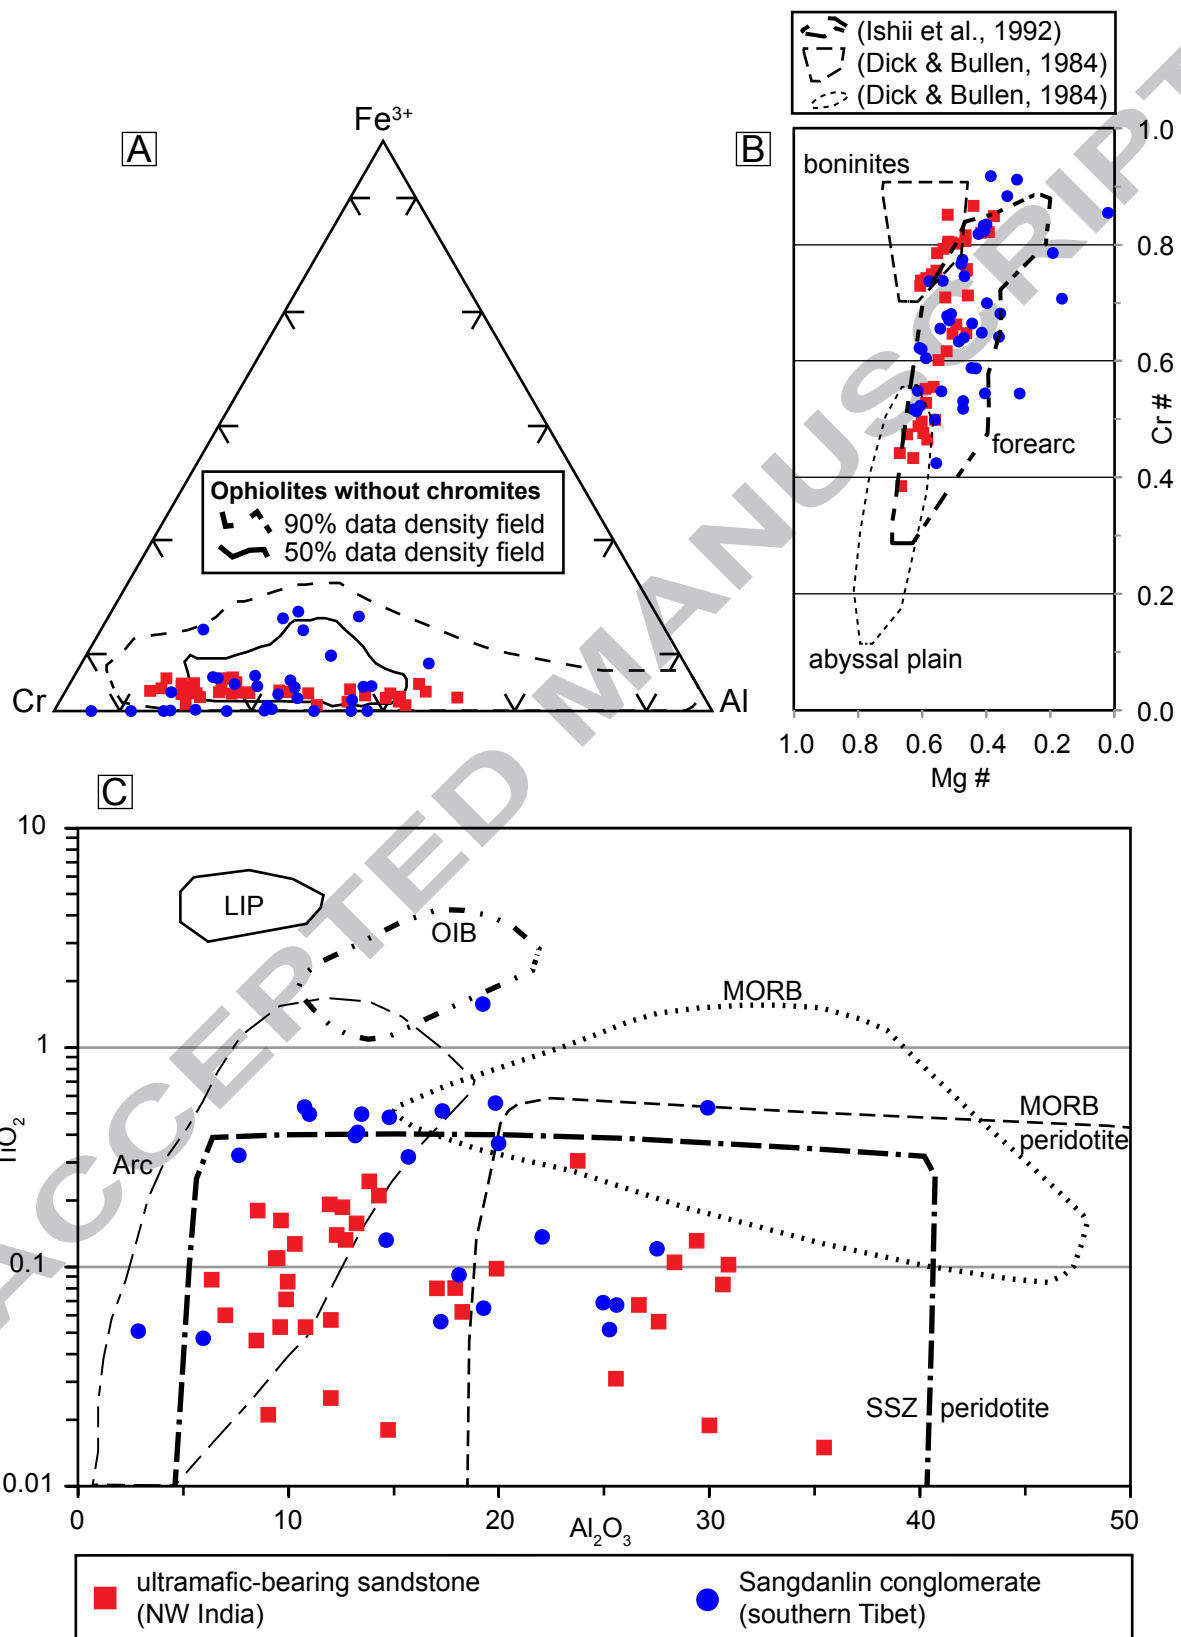 (Ishii et al., 1992)
(Dick & Bullen, 1984)
(Dick & Bullen, 1984)
A
Fe³⁺
Cr
Al
Ophiolites without chromites
90% data density field
50% data density field
B
boninites
forearc
abyssal plain
1.0
0.8
0.6
0.4
0.2
0.0
Cr #
1.0 0.8 0.6 0.4 0.2 0.0
Mg #
C
10
1
0.1
0.01
TiO₂
LIP
OIB
MORB
MORB
peridotite
Arc
SSZ peridotite
0 10 20 30 40 50
Al₂O₃
ultramafic-bearing sandstone
(NW India)
Sangdanlin conglomerate
(southern Tibet)
ACCEPTED MANUSCRIPT